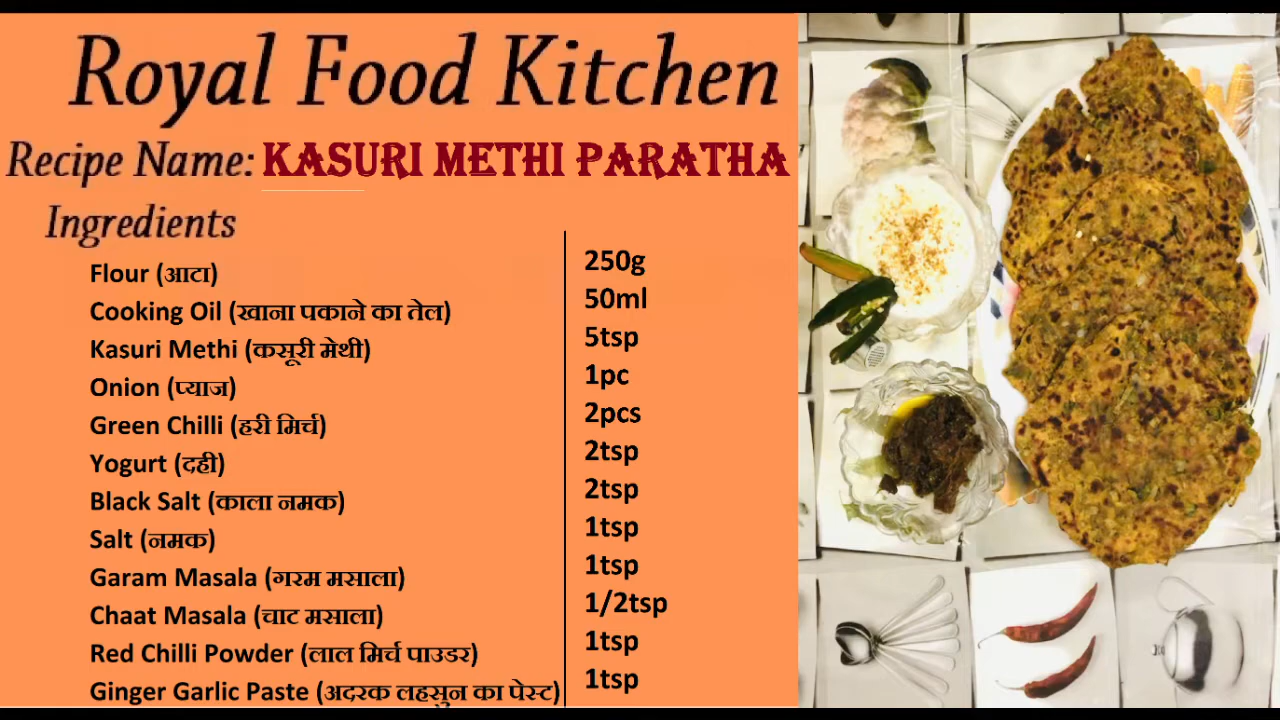 Royal Food Kitchen
Recipe Name: KASURI METHI PARATHA
Ingredients
Flour (आटा) 250g
Cooking Oil (खाना पकाने का तेल) 50ml
Kasuri Methi (कसूरी मेथी) 5tsp
Onion (प्याज) 1pc
Green Chilli (हरी मिर्च) 2pcs
Yogurt (दही) 2tsp
Black Salt (काला नमक) 2tsp
Salt (नमक) 1tsp
Garam Masala (गरम मसाला) 1tsp
Chaat Masala (चाट मसाला) 1/2tsp
Red Chilli Powder (लाल मिर्च पाउडर) 1tsp
Ginger Garlic Paste (अदरक लहसुन का पेस्ट) 1tsp